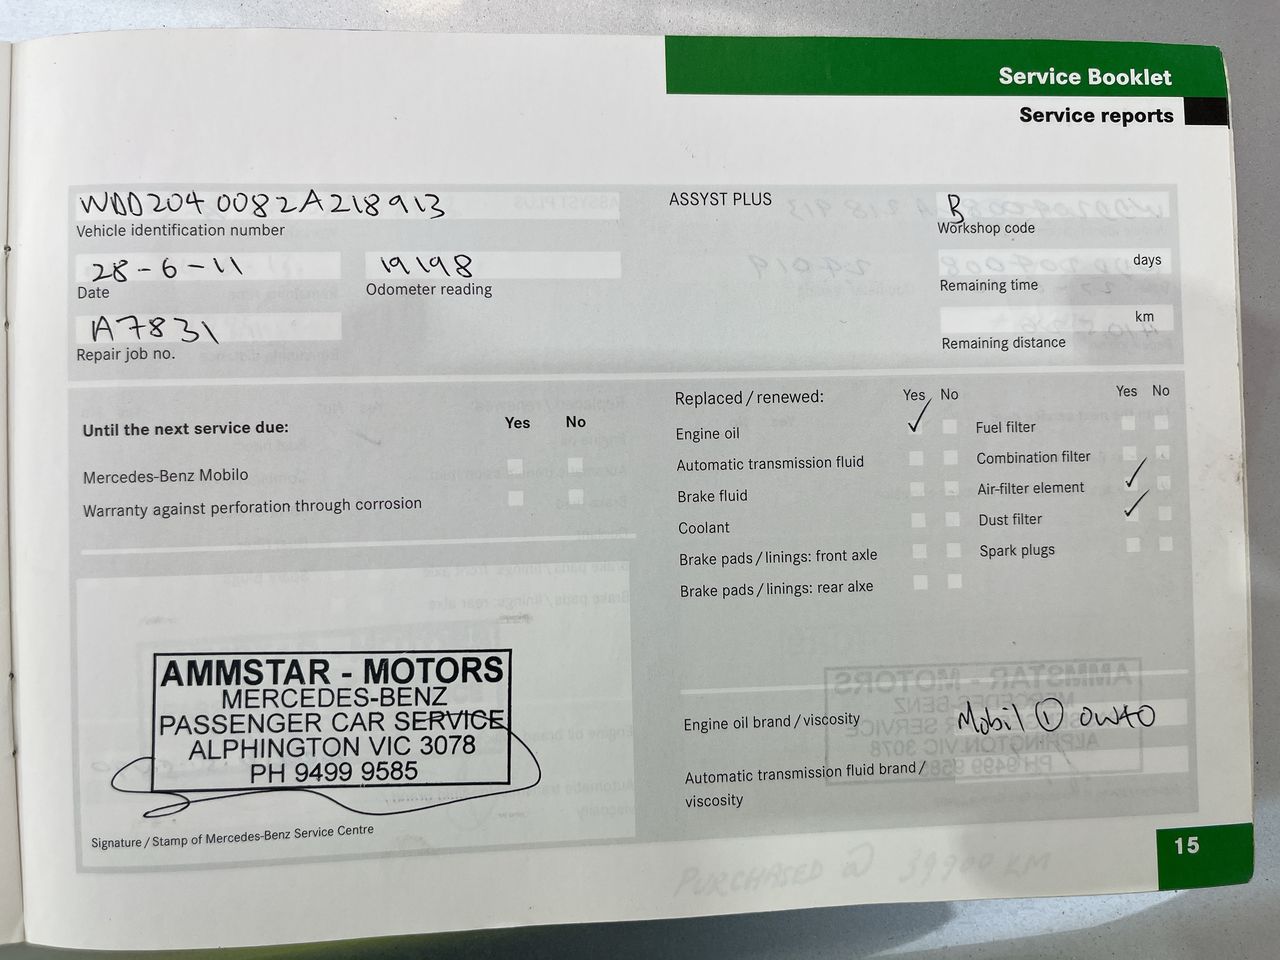 Service Booklet
Service reports
WDD2040082A218913
Vehicle identification number
28-6-11
Date
19198
Odometer reading
A7831
Repair job no.
ASSYST PLUS
B
Workshop code
days
Remaining time
km
Remaining distance
Until the next service due:
Yes No
Mercedes-Benz Mobilo
Warranty against perforation through corrosion
AMMSTAR - MOTORS
MERCEDES-BENZ
PASSENGER CAR SERVICE
ALPHINGTON VIC 3078
PH 9499 9585
Signature / Stamp of Mercedes-Benz Service Centre
Replaced / renewed:
Yes No
Engine oil
Automatic transmission fluid
Brake fluid
Coolant
Brake pads / linings: front axle
Brake pads / linings: rear alxe
Yes No
Fuel filter
Combination filter
Air-filter element
Dust filter
Spark plugs
Engine oil brand / viscosity
Mobil 1 0W40
Automatic transmission fluid brand /
viscosity
PURCHASED @ 39900 KM
15